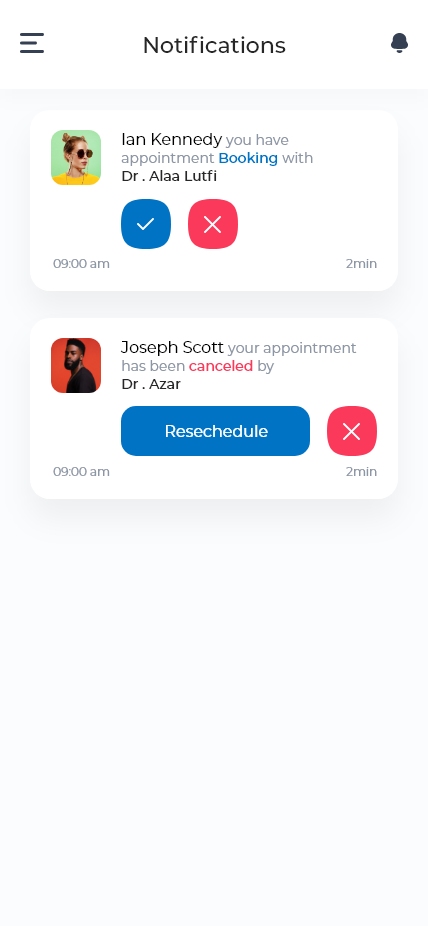 Notifications
Ian Kennedy you have
appointment Booking with
Dr . Alaa Lutfi
09:00 am
2min
Joseph Scott your appointment
has been canceled by
Dr . Azar
Reseschedule
09:00 am
2min